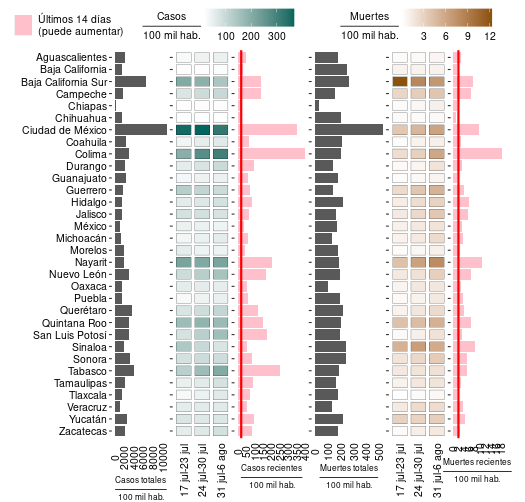 Últimos 14 días
(puede aumentar)
Casos
100 mil hab.
100 200 300
Muertes
100 mil hab.
3 6 9 12
Aguascalientes
Baja California
Baja California Sur
Campeche
Chiapas
Chihuahua
Ciudad de México
Coahuila
Colima
Durango
Guanajuato
Guerrero
Hidalgo
Jalisco
México
Michoacán
Morelos
Nayarit
Nuevo León
Oaxaca
Puebla
Querétaro
Quintana Roo
San Luis Potosí
Sinaloa
Sonora
Tabasco
Tamaulipas
Tlaxcala
Veracruz
Yucatán
Zacatecas
0 2000 4000 6000 8000 10000
Casos totales
100 mil hab.
17 jul-23 jul
24 jul-30 jul
31 jul-6 ago
0 50 100 150 200 250 300 350 400
Casos recientes
100 mil hab.
0 100 200 300 400 500
Muertes totales
100 mil hab.
17 jul-23 jul
24 jul-30 jul
31 jul-6 ago
Muertes recientes
100 mil hab.